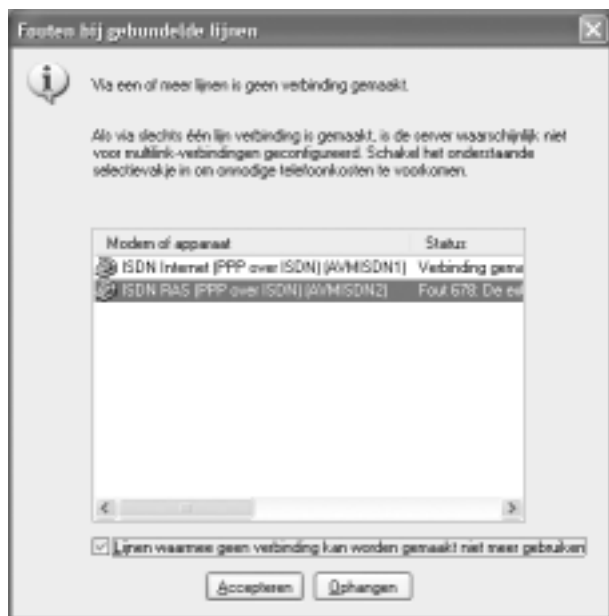 Fouten bij gebundelde lijnen
Via een of meer lijnen is geen verbinding gemaakt.
Als via slechts één lijn verbinding is gemaakt, is de server waarschijnlijk niet
voor multilink-verbindingen geconfigureerd. Schakel het onderstaande
selectievakje in om onnodige telefoonkosten te voorkomen.
Modem of apparaat Status
ISDN Internet (PPP over ISDN) (AVMISDN1) Verbinding gema
ISDN RAS (PPP over ISDN) (AVMISDN2) Fout 678: De ext
Lijnen waarmee geen verbinding kan worden gemaakt niet meer gebruiken
Accepteren Ophangen